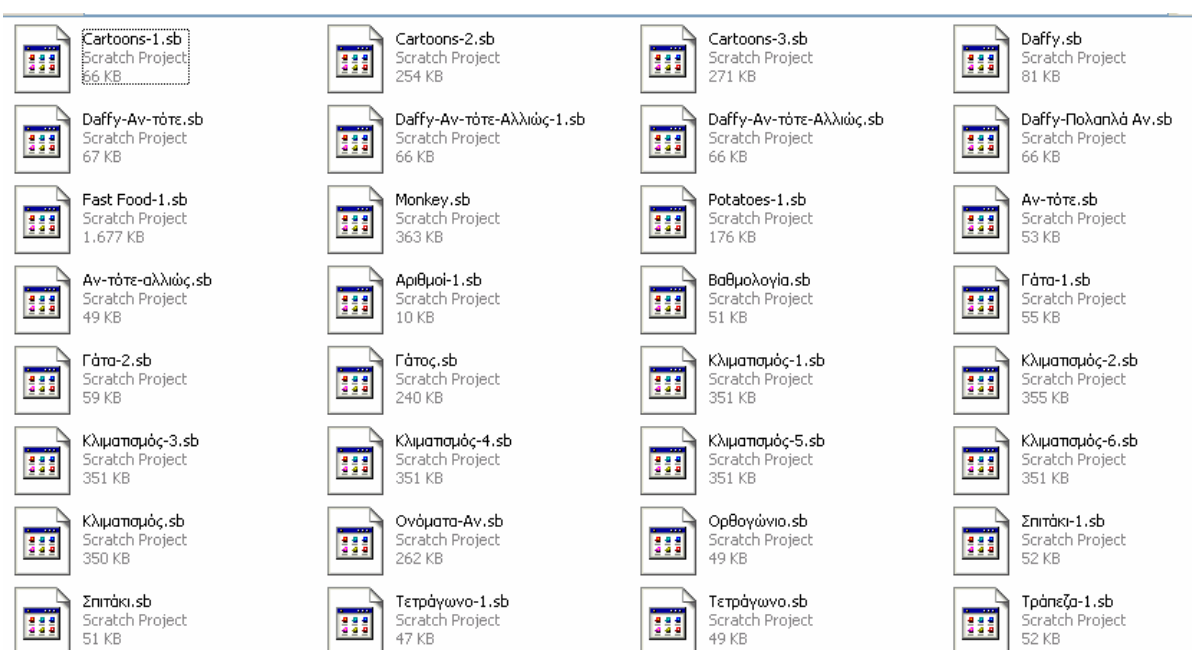 Cartoons-1.sb
Scratch Project
66 KB
Cartoons-2.sb
Scratch Project
254 KB
Cartoons-3.sb
Scratch Project
271 KB
Daffy.sb
Scratch Project
81 KB
Daffy-Αν-τότε.sb
Scratch Project
67 KB
Daffy-Αν-τότε-Αλλιώς-1.sb
Scratch Project
66 KB
Daffy-Αν-τότε-Αλλιώς.sb
Scratch Project
66 KB
Daffy-Πολαπλά Αν.sb
Scratch Project
66 KB
Fast Food-1.sb
Scratch Project
1.677 KB
Monkey.sb
Scratch Project
363 KB
Potatoes-1.sb
Scratch Project
176 KB
Αν-τότε.sb
Scratch Project
53 KB
Αν-τότε-αλλιώς.sb
Scratch Project
49 KB
Αριθμοί-1.sb
Scratch Project
10 KB
Βαθμολογία.sb
Scratch Project
51 KB
Γάτα-1.sb
Scratch Project
55 KB
Γάτα-2.sb
Scratch Project
59 KB
Γάτος.sb
Scratch Project
240 KB
Κλιματισμός-1.sb
Scratch Project
351 KB
Κλιματισμός-2.sb
Scratch Project
355 KB
Κλιματισμός-3.sb
Scratch Project
351 KB
Κλιματισμός-4.sb
Scratch Project
351 KB
Κλιματισμός-5.sb
Scratch Project
351 KB
Κλιματισμός-6.sb
Scratch Project
351 KB
Κλιματισμός.sb
Scratch Project
350 KB
Ονόματα-Αν.sb
Scratch Project
262 KB
Ορθογώνιο.sb
Scratch Project
49 KB
Σπιτάκι-1.sb
Scratch Project
52 KB
Σπιτάκι.sb
Scratch Project
51 KB
Τετράγωνο-1.sb
Scratch Project
47 KB
Τετράγωνο.sb
Scratch Project
49 KB
Τράπεζα-1.sb
Scratch Project
52 KB